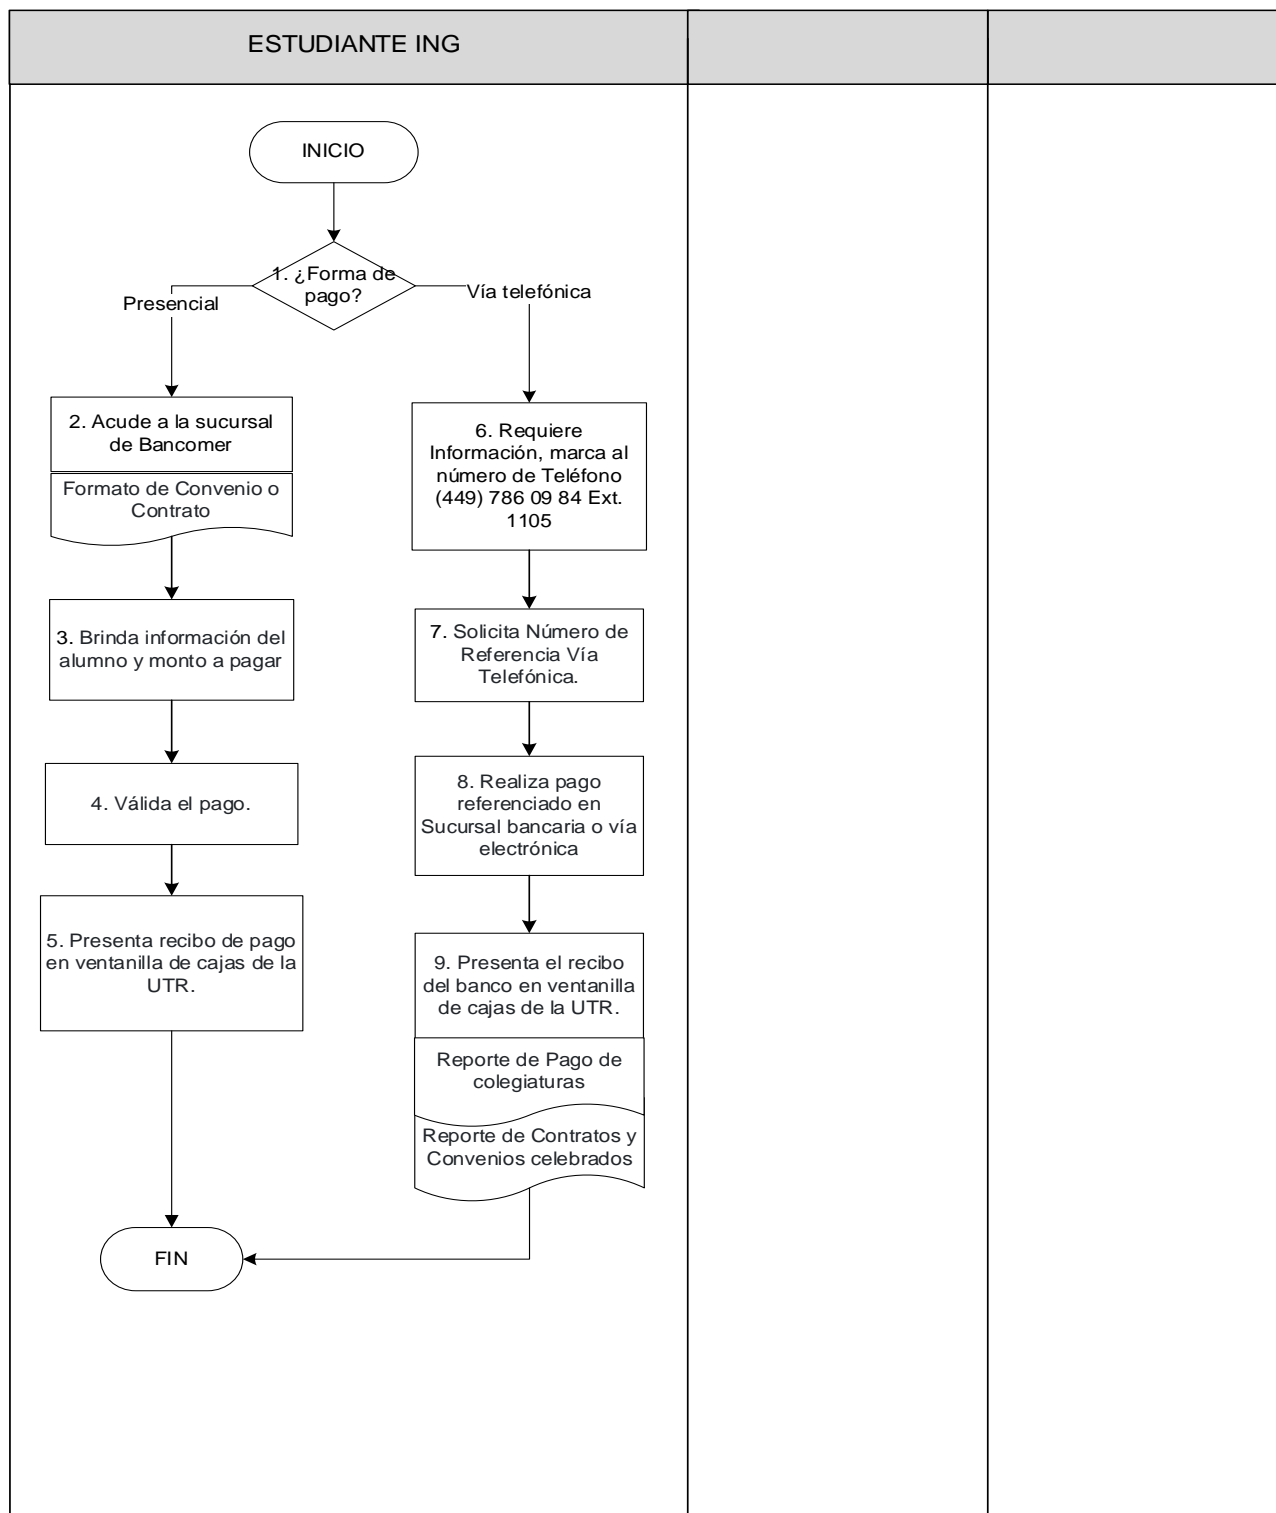 ESTUDIANTE ING
INICIO
1. ¿Forma de
pago?
Presencial
Vía telefónica
2. Acude a la sucursal
de Bancomer
Formato de Convenio o
Contrato
3. Brinda información del
alumno y monto a pagar
4. Válida el pago.
5. Presenta recibo de pago
en ventanilla de cajas de la
UTR.
6. Requiere
Información, marca al
número de Teléfono
(449) 786 09 84 Ext.
1105
7. Solicita Número de
Referencia Vía
Telefónica.
8. Realiza pago
referenciado en
Sucursal bancaria o vía
electrónica
9. Presenta el recibo
del banco en ventanilla
de cajas de la UTR.
Reporte de Pago de
colegiaturas
Reporte de Contratos y
Convenios celebrados
FIN